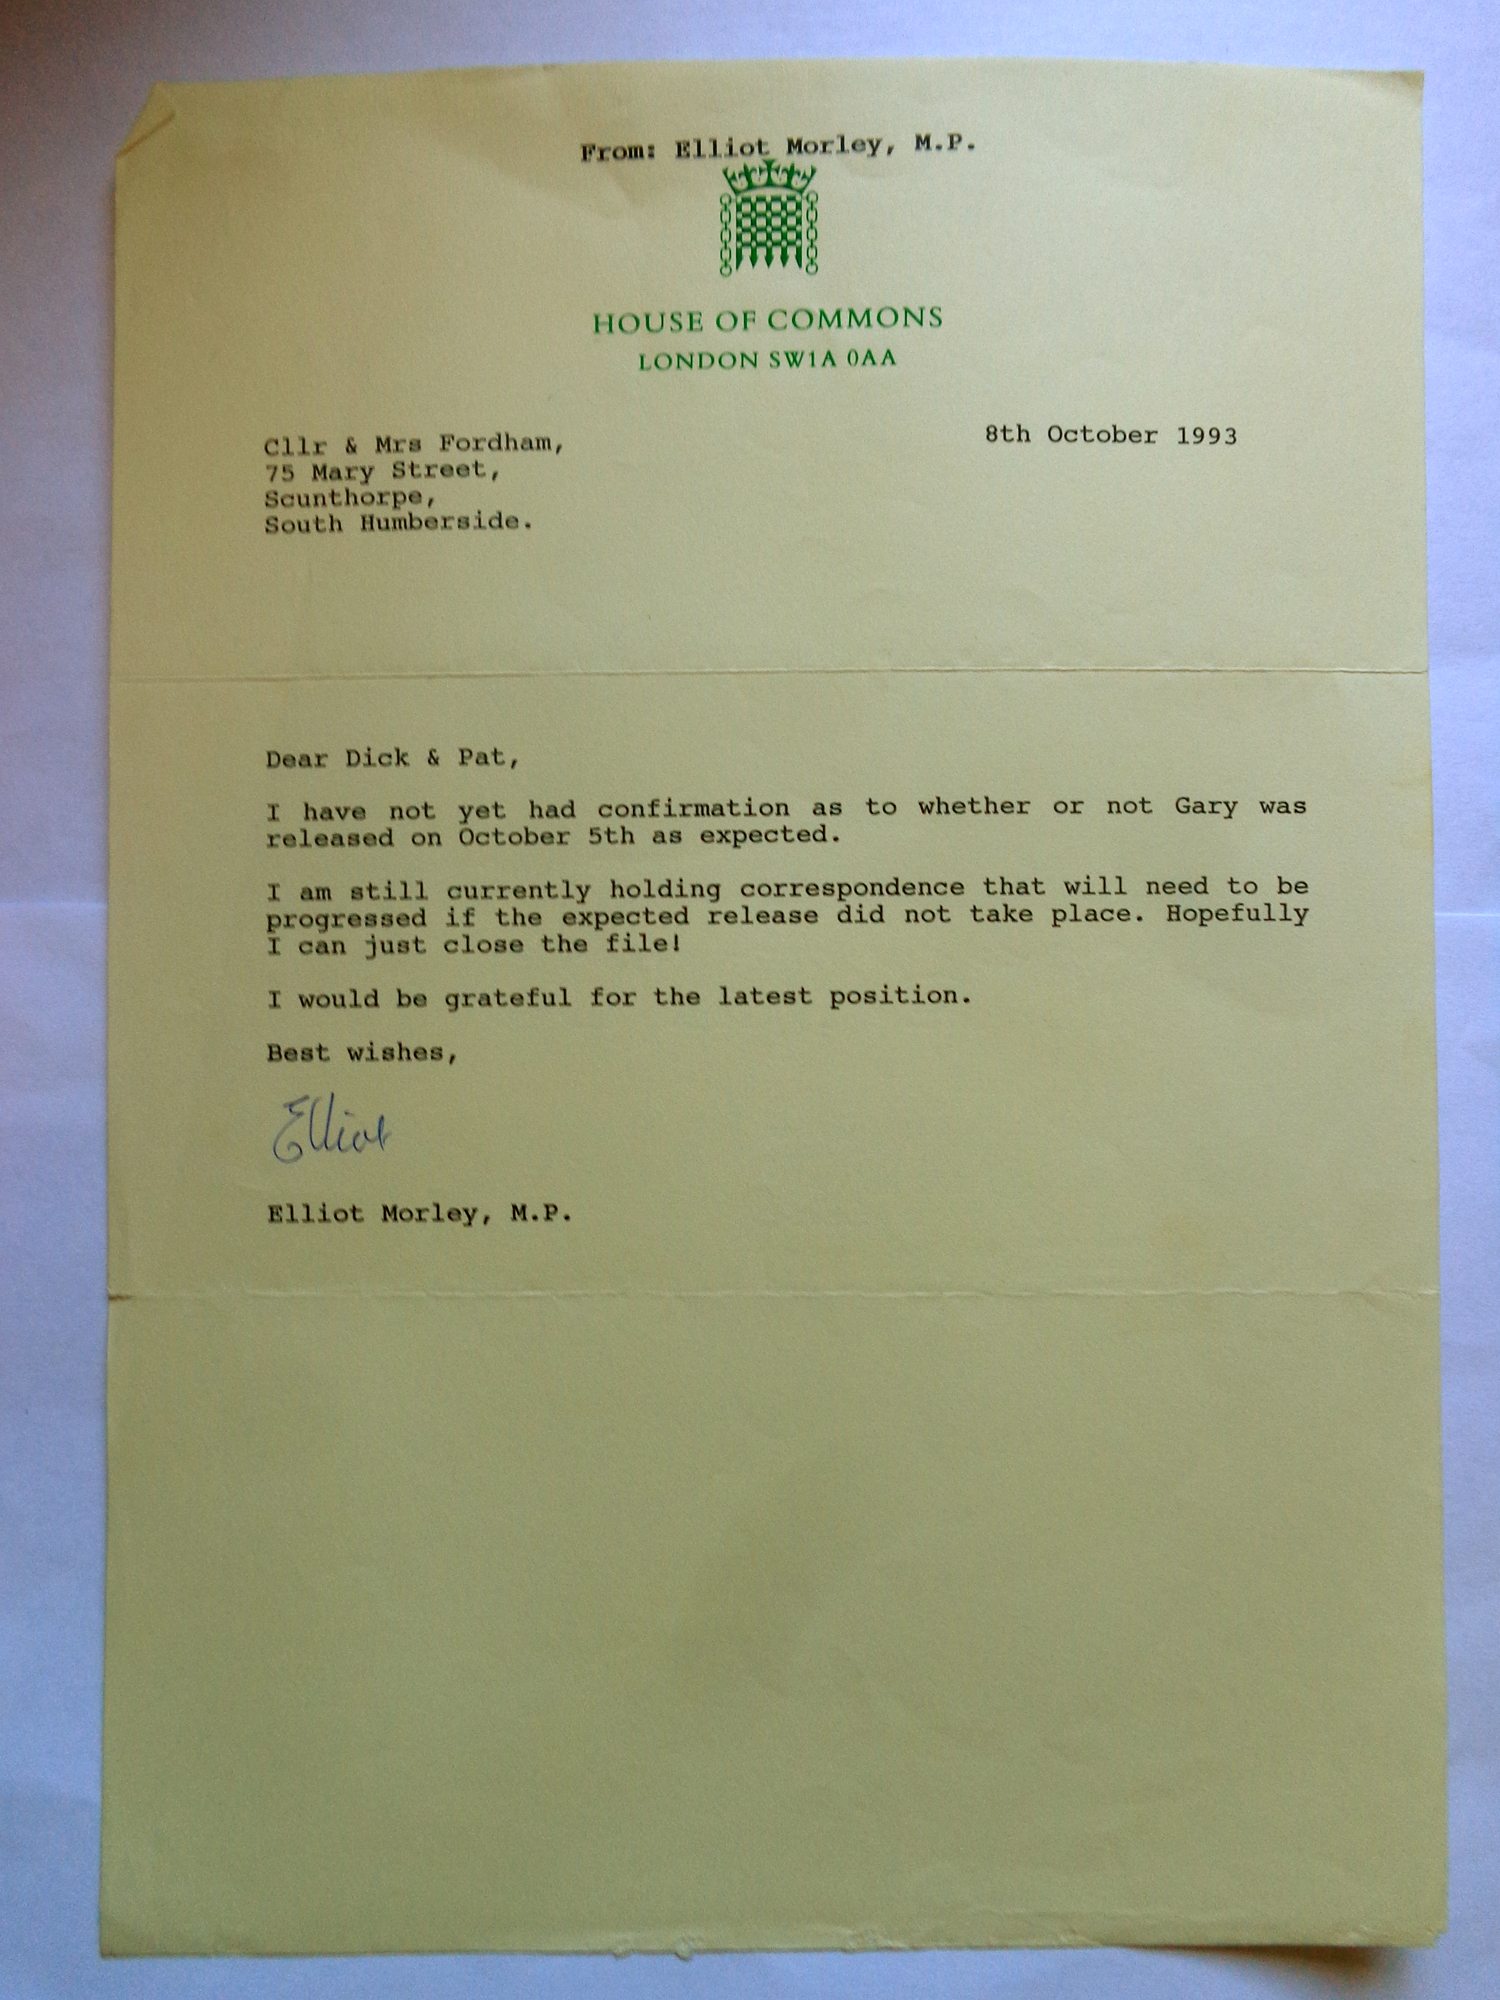 From: Elliot Morley, M.P.
HOUSE OF COMMONS
LONDON SW1A 0AA
8th October 1993
Cllr & Mrs Fordham,
75 Mary Street,
Scunthorpe,
South Humberside.
Dear Dick & Pat,
I have not yet had confirmation as to whether or not Gary was
released on October 5th as expected.
I am still currently holding correspondence that will need to be
progressed if the expected release did not take place. Hopefully
I can just close the file!
I would be grateful for the latest position.
Best wishes,
Elliot
Elliot Morley, M.P.